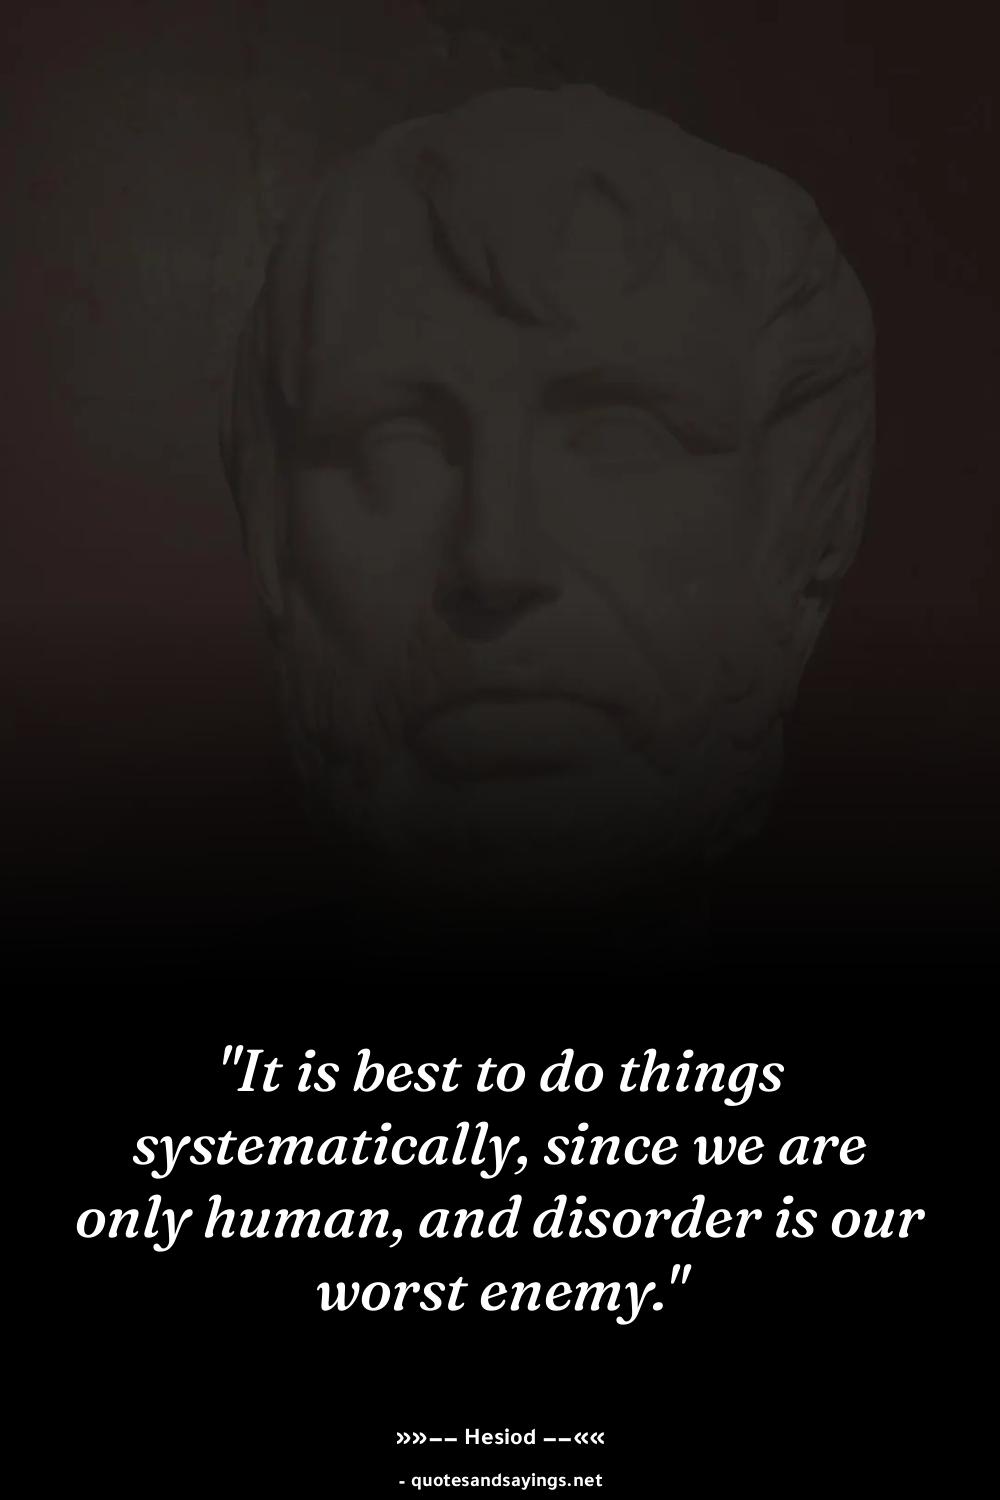 "It is best to do things
systematically, since we are
only human, and disorder is our
worst enemy."
»»–– Hesiod ––««
- quotesandsayings.net